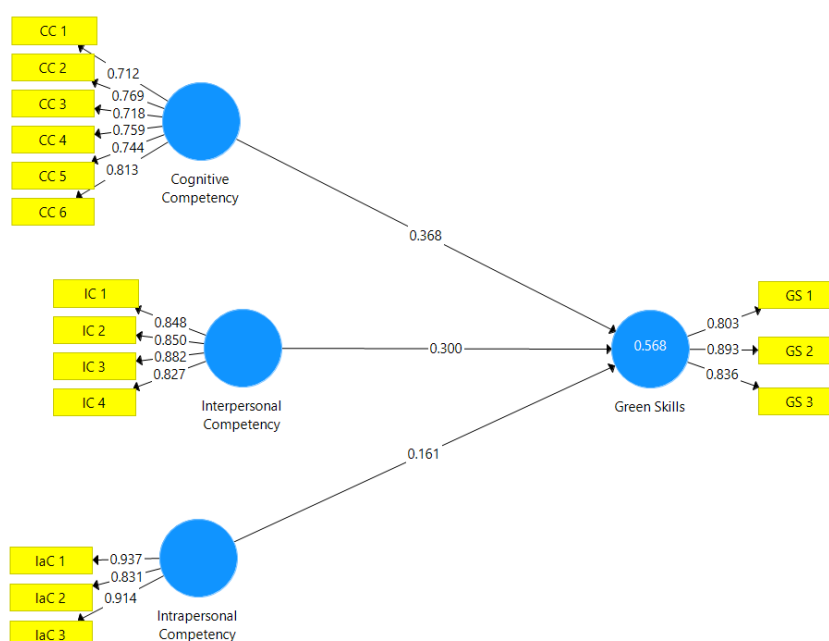 CC 1
0.712
CC 2
0.769
CC 3
0.718
CC 4
0.759
CC 5
0.744
CC 6
0.813
Cognitive
Competency
0.368
IC 1
0.848
IC 2
0.850
IC 3
0.882
IC 4
0.827
Interpersonal
Competency
0.300
0.568
Green Skills
GS 1
0.803
GS 2
0.893
GS 3
0.836
0.161
IaC 1
0.937
IaC 2
0.831
IaC 3
0.914
Intrapersonal
Competency